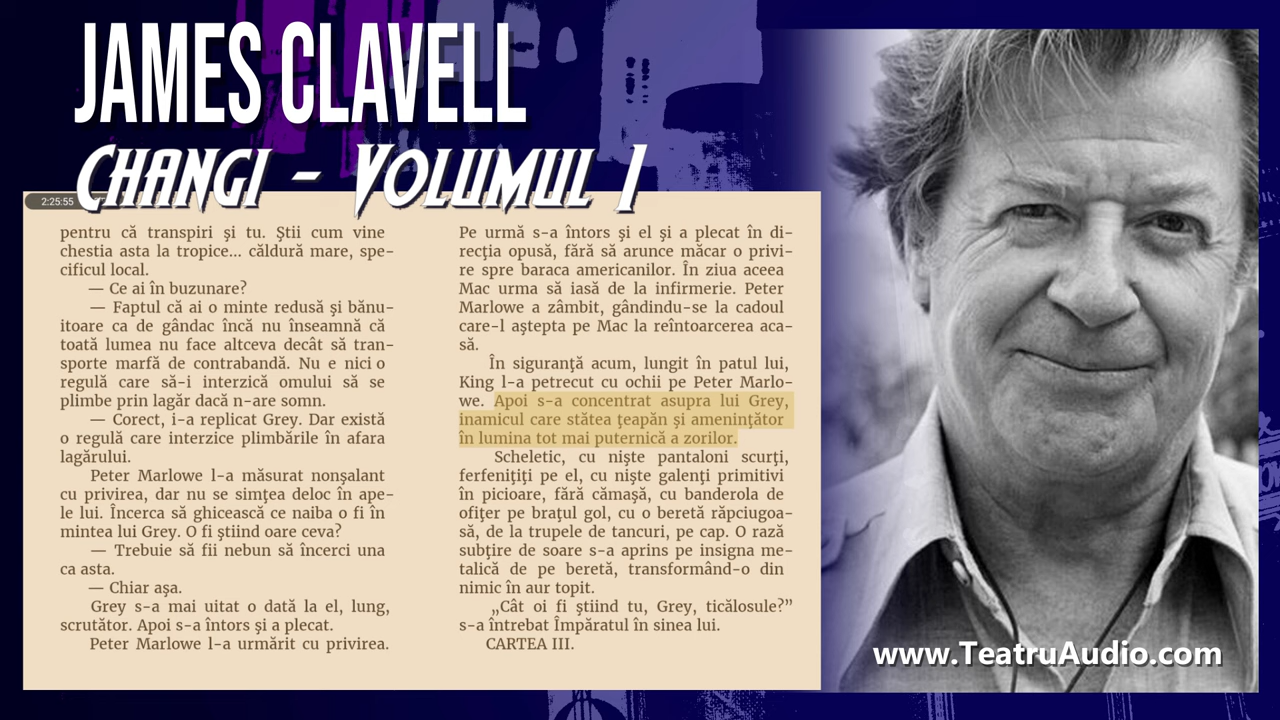 JAMES CLAVELL
CHANGI - VOLUMUL I
2:25:55
pentru că transpiri şi tu. Ştii cum vine
chestia asta la tropice... căldură mare, spe-
cificul local.
— Ce ai în buzunare?
— Faptul că ai o minte redusă şi bănu-
itoare ca de gândac încă nu înseamnă că
toată lumea nu face altceva decât să tran-
sporte marfă de contrabandă. Nu e nici o
regulă care să-i interzică omului să se
plimbe prin lagăr dacă n-are somn.
— Corect, i-a replicat Grey. Dar există
o regulă care interzice plimbările în afara
lagărului.
Peter Marlowe l-a măsurat nonşalant
cu privirea, dar nu se simţea deloc în ape-
le lui. Încerca să ghicească ce naiba o fi în
mintea lui Grey. O fi ştiind oare ceva?
— Trebuie să fii nebun să încerci una
ca asta.
— Chiar aşa.
Grey s-a mai uitat o dată la el, lung,
scrutător. Apoi s-a întors şi a plecat.
Peter Marlowe l-a urmărit cu privirea.
Pe urmă s-a întors şi el şi a plecat în di-
recţia opusă, fără să arunce măcar o privi-
re spre baraca americanilor. În ziua aceea
Mac urma să iasă de la infirmerie. Peter
Marlowe a zâmbit, gândindu-se la cadoul
care-l aştepta pe Mac la reîntoarcerea aca-
să.
În siguranţă acum, lungit în patul lui,
King l-a petrecut cu ochii pe Peter Marlo-
we. Apoi s-a concentrat asupra lui Grey,
inamicul care stătea ţeapăn şi ameninţător
în lumina tot mai puternică a zorilor.
Scheletic, cu nişte pantaloni scurţi,
ferfeniţiţi pe el, cu nişte galenţi primitivi
în picioare, fără cămaşă, cu banderola de
ofiţer pe braţul gol, cu o beretă răpciugoa-
să, de la trupele de tancuri, pe cap. O rază
subţire de soare s-a aprins pe insigna me-
talică de pe beretă, transformând-o din
nimic în aur topit.
„Cât oi fi ştiind tu, Grey, ticălosule?”
s-a întrebat Împăratul în sinea lui.
CARTEA III.
www.TeatruAudio.com